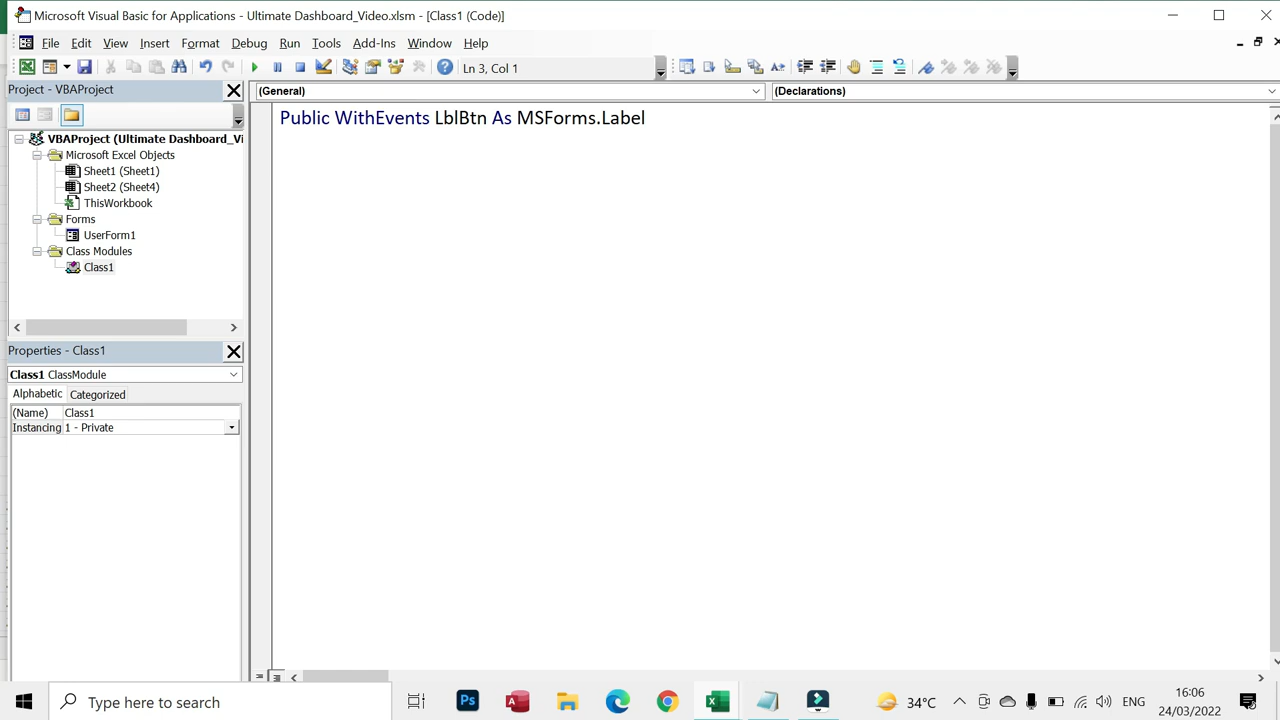 Microsoft Visual Basic for Applications - Ultimate Dashboard_Video.xlsm - [Class1 (Code)]
File Edit View Insert Format Debug Run Tools Add-Ins Window Help
Ln 3, Col 1
Project - VBAProject
(General)
(Declarations)
Public WithEvents LblBtn As MSForms.Label
VBAProject (Ultimate Dashboard_Vi
Microsoft Excel Objects
Sheet1 (Sheet1)
Sheet2 (Sheet4)
ThisWorkbook
Forms
UserForm1
Class Modules
Class1
Properties - Class1
Class1 ClassModule
Alphabetic Categorized
(Name) Class1
Instancing 1 - Private
Type here to search
Ps
A
34°C
ENG
16:06
24/03/2022